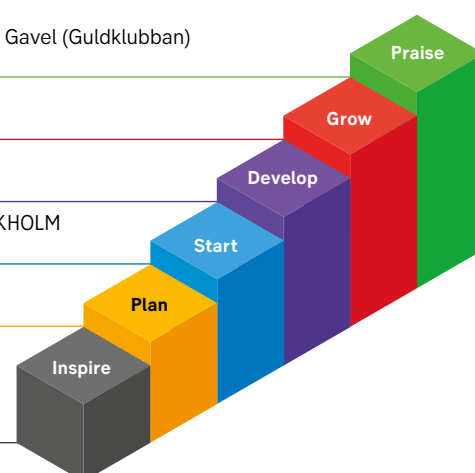 Gavel (Guldklubban)
Praise
Grow
Develop
KHOLM
Start
Plan
Inspire